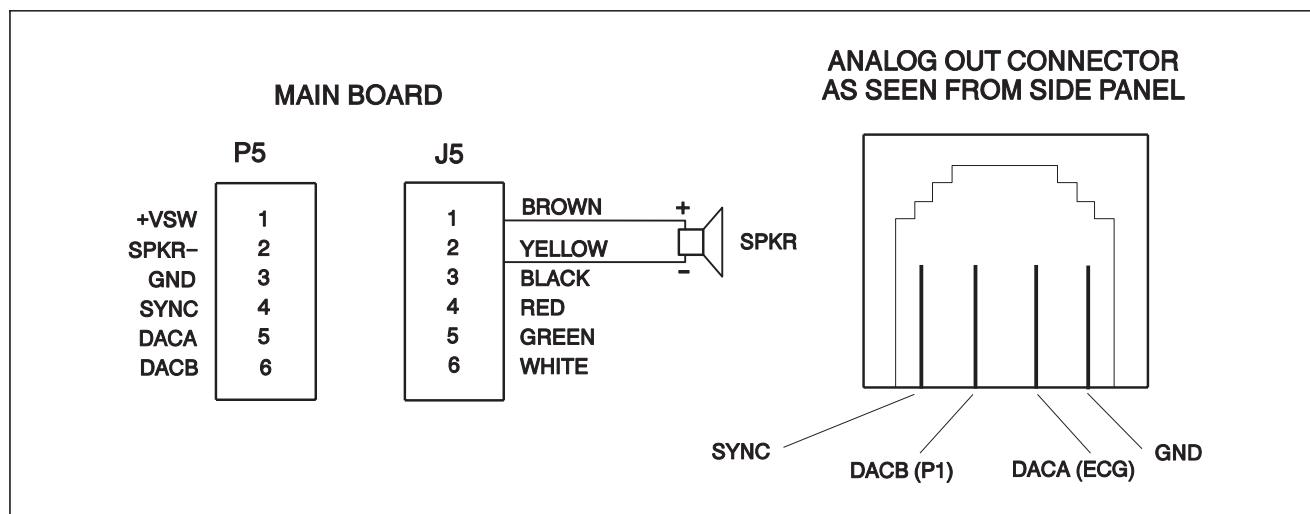 MAIN BOARD
ANALOG OUT CONNECTOR
AS SEEN FROM SIDE PANEL
P5
J5
+VSW 1
SPKR– 2
GND 3
SYNC 4
DACA 5
DACB 6
1 BROWN
2 YELLOW
3 BLACK
4 RED
5 GREEN
6 WHITE
+
–
SPKR
SYNC
DACB (P1)
DACA (ECG)
GND